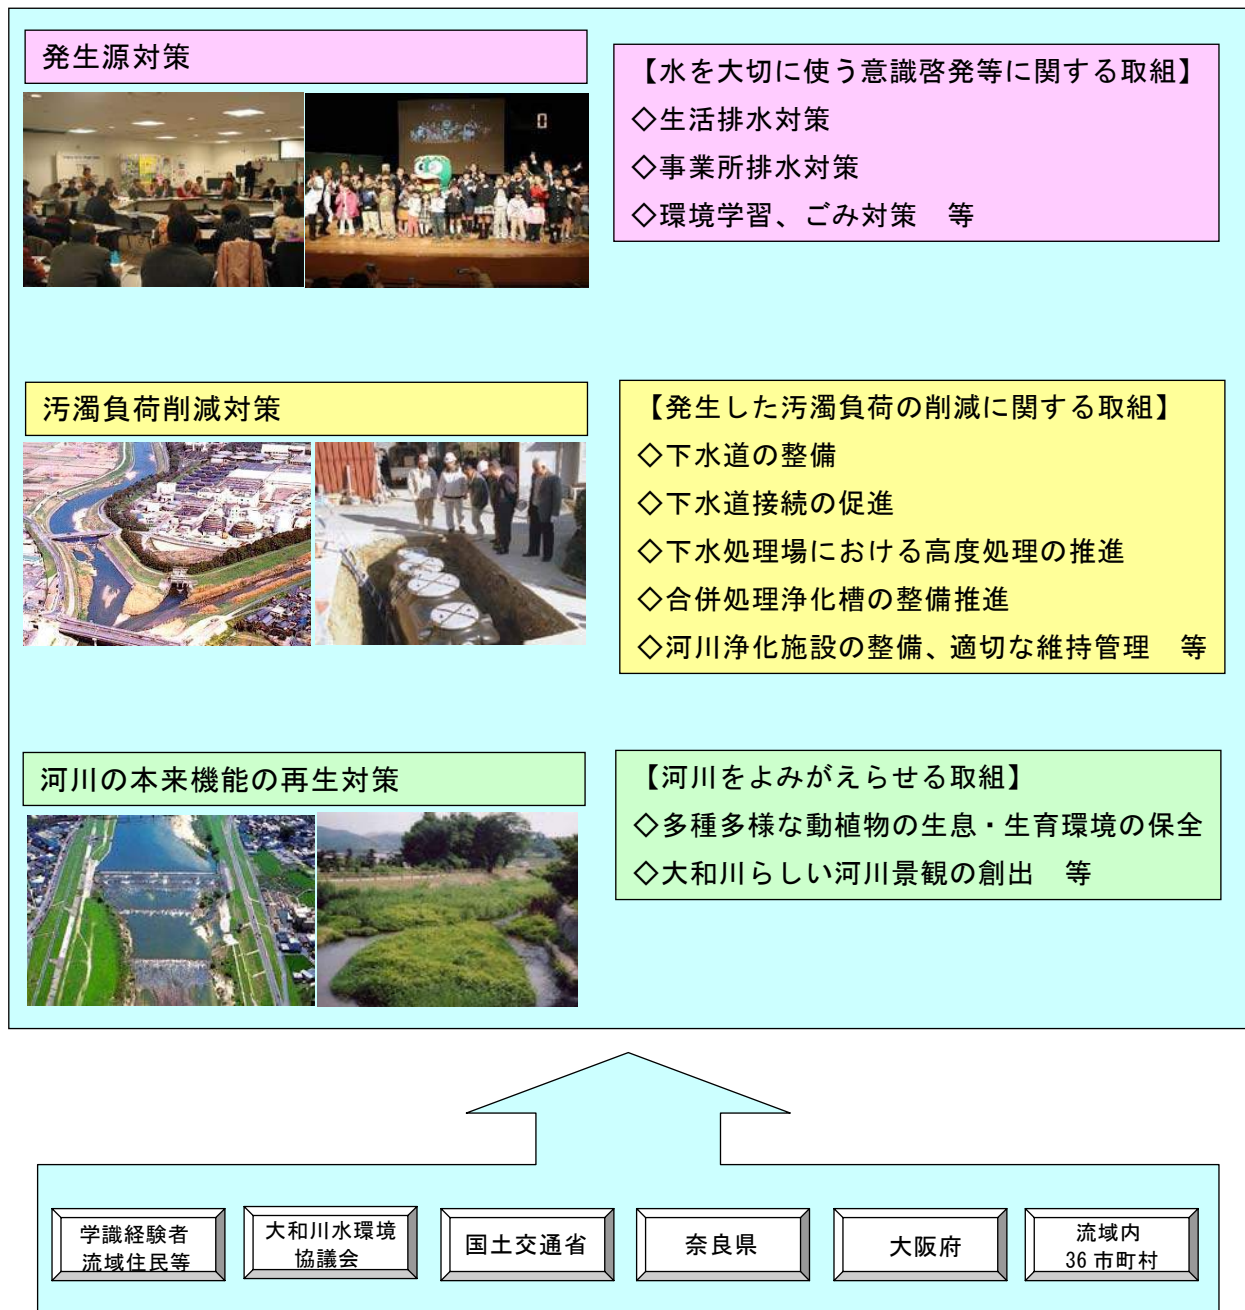 発生源対策
【水を大切に使う意識啓発等に関する取組】
◇生活排水対策
◇事業所排水対策
◇環境学習、ごみ対策　等
汚濁負荷削減対策
【発生した汚濁負荷の削減に関する取組】
◇下水道の整備
◇下水道接続の促進
◇下水処理場における高度処理の推進
◇合併処理浄化槽の整備推進
◇河川浄化施設の整備、適切な維持管理　等
河川の本来機能の再生対策
【河川をよみがえらせる取組】
◇多種多様な動植物の生息・生育環境の保全
◇大和川らしい河川景観の創出　等
学識経験者
流域住民等
大和川水環境
協議会
国土交通省
奈良県
大阪府
流域内
36 市町村